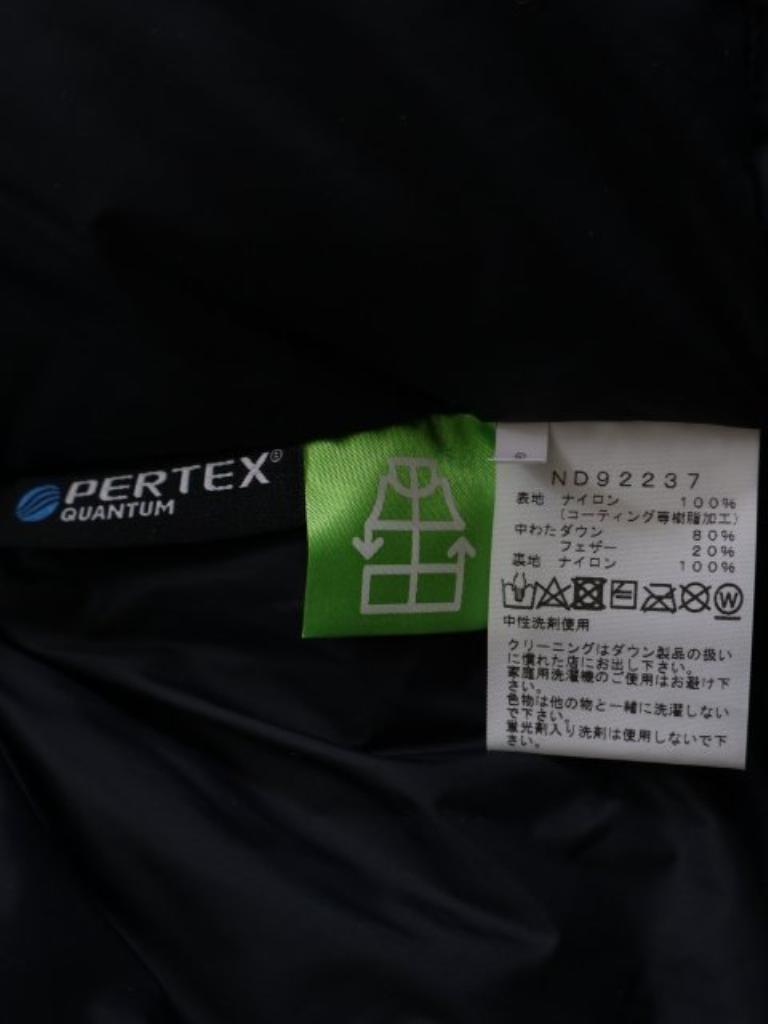 PERTEX®
QUANTUM
ND92237
表地 ナイロン 100%
(コーティング等樹脂加工)
中わた ダウン 80%
フェザー 20%
裏地 ナイロン 100%
W
中性洗剤使用
クリーニングはダウン製品の扱い
に慣れた店にお出し下さい。
家庭用洗濯機のご使用はお避け下
さい。
色物は他の物と一緒に洗濯しない
で下さい。
蛍光剤入り洗剤は使用しないで下
さい。